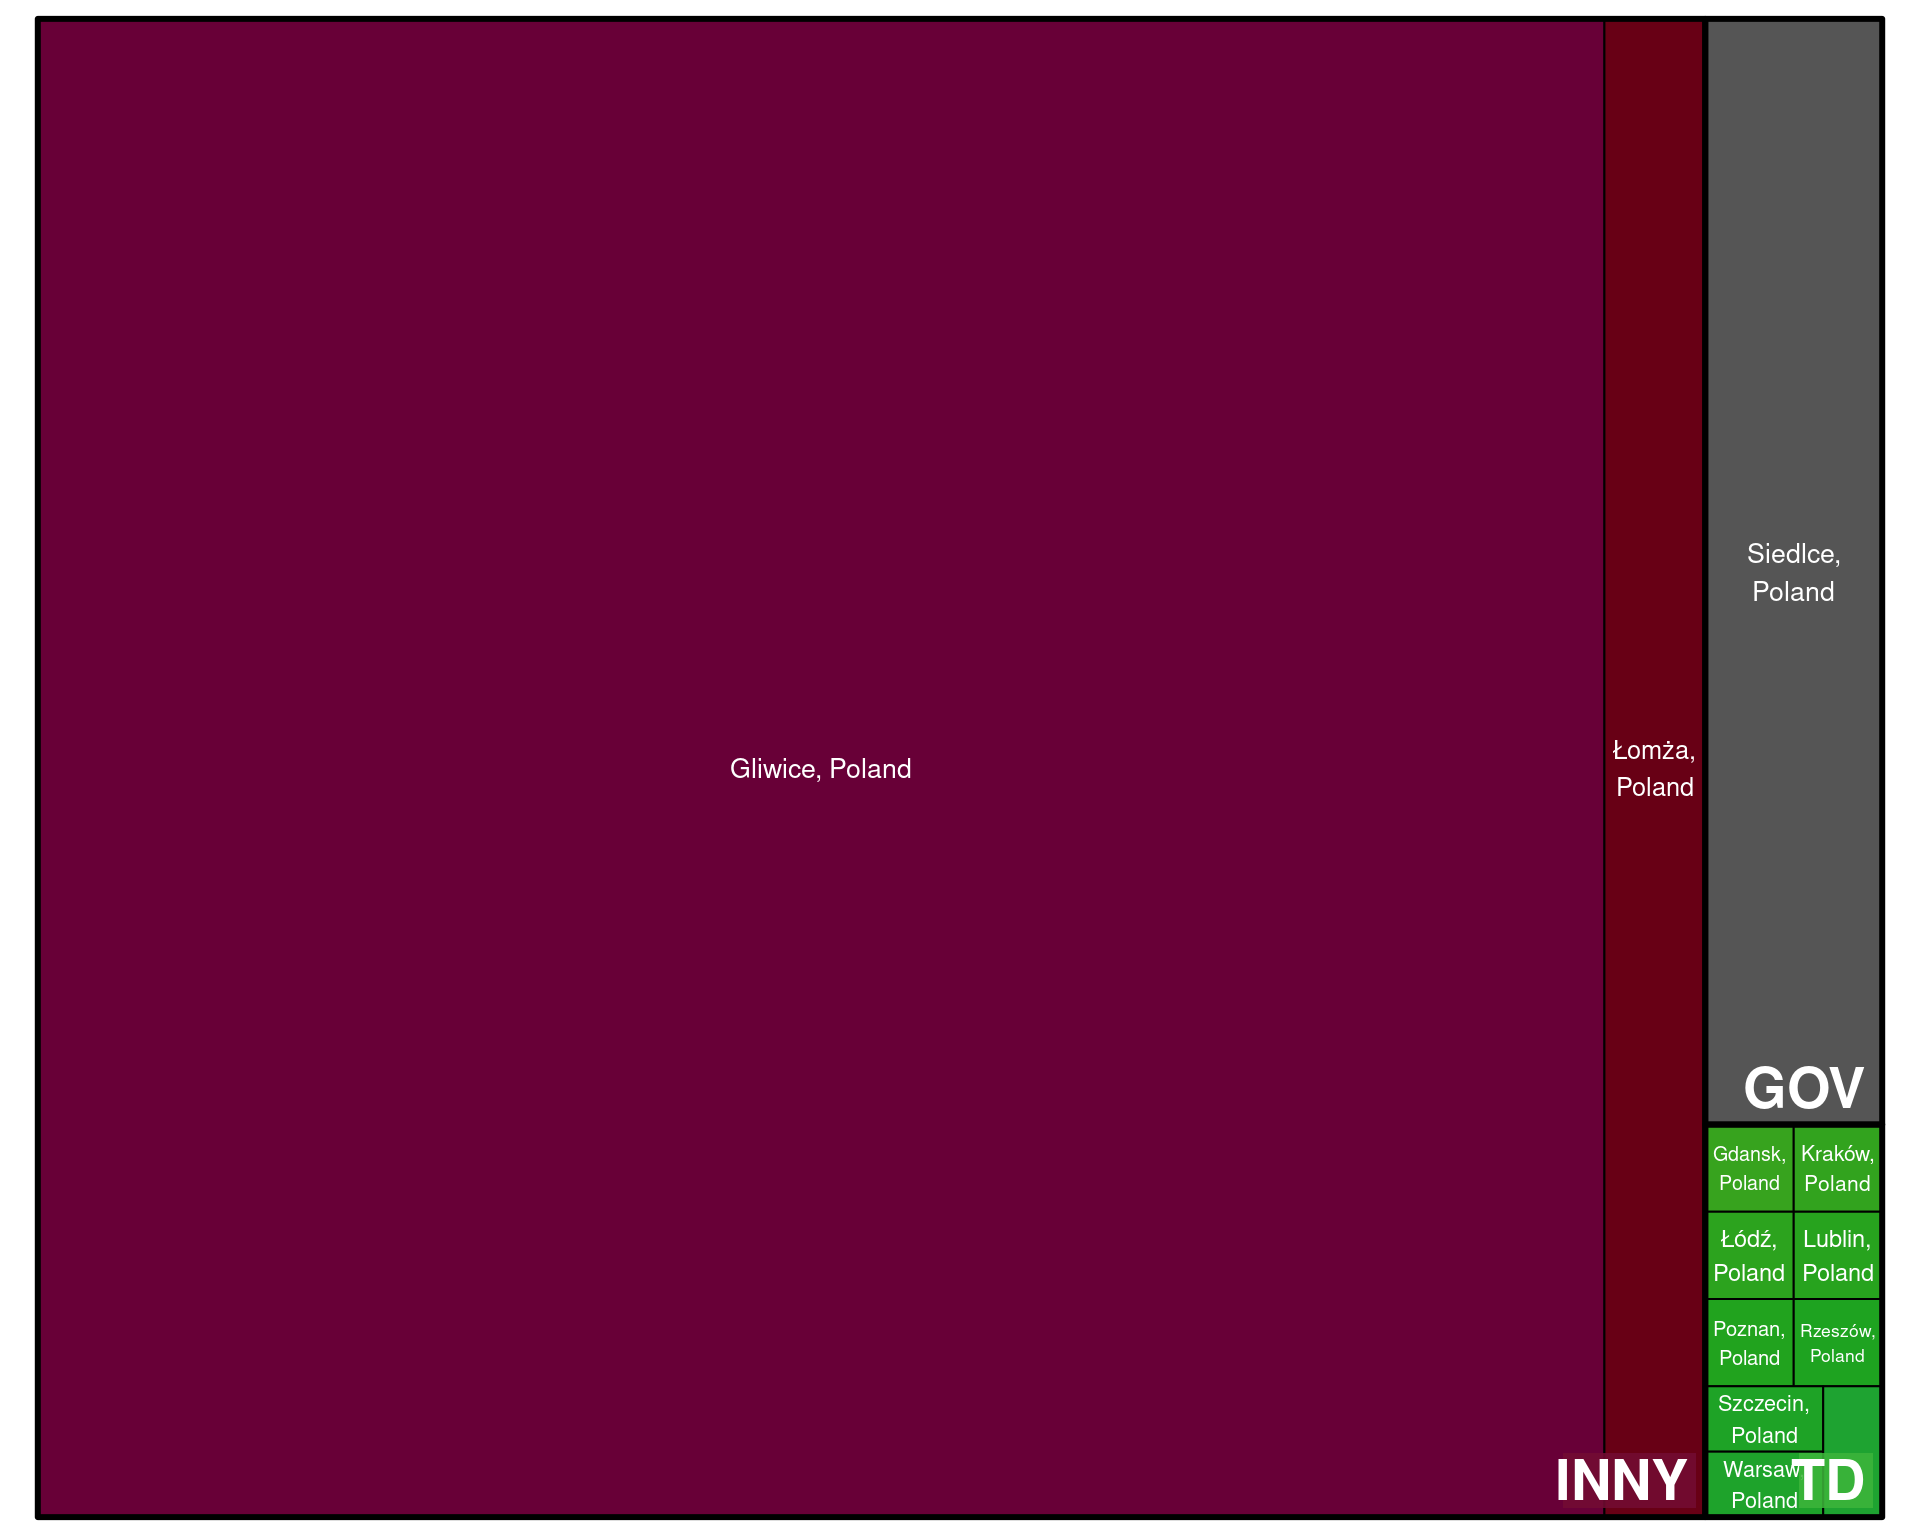 Gliwice, Poland
Łomża,
Poland
INNY
Siedlce,
Poland
GOV
Gdansk,
Poland
Kraków,
Poland
Łódź,
Poland
Lublin,
Poland
Poznan,
Poland
Rzeszów,
Poland
Szczecin,
Poland
Warsaw
Poland
TD